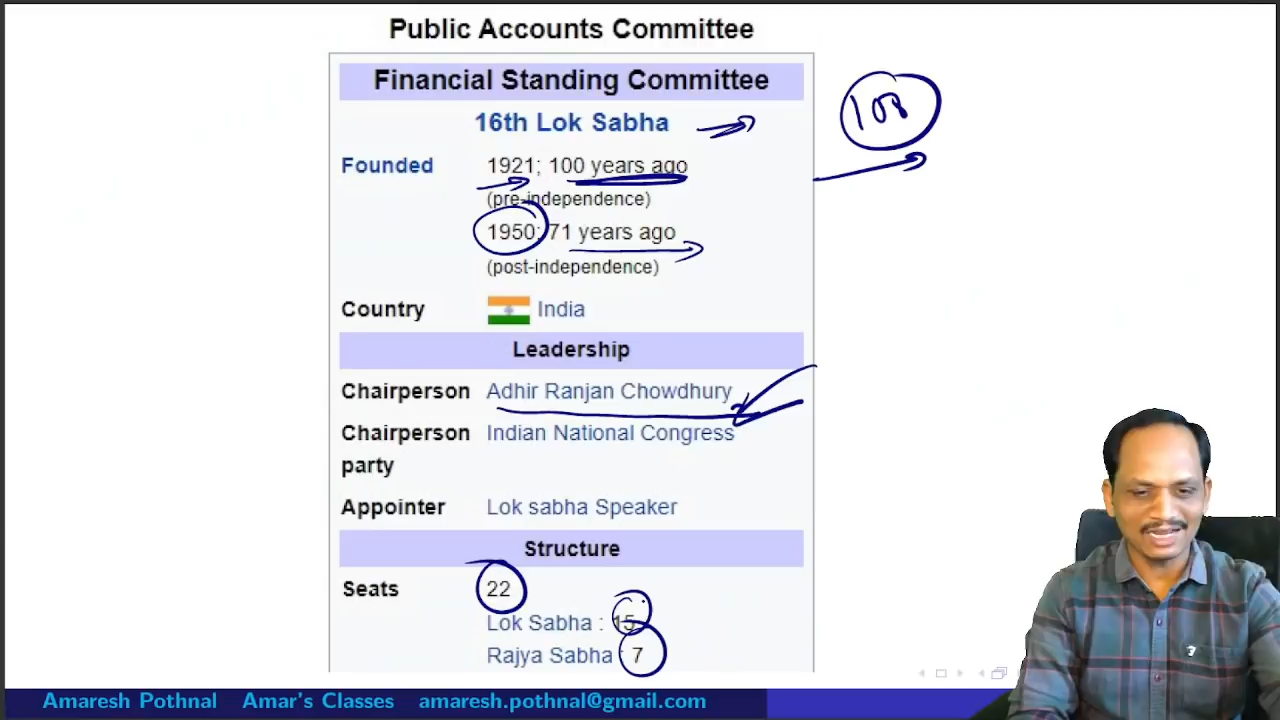 Public Accounts Committee
Financial Standing Committee
16th Lok Sabha
108
Founded 1921; 100 years ago
(pre-independence)
1950; 71 years ago
(post-independence)
Country India
Leadership
Chairperson Adhir Ranjan Chowdhury
Chairperson Indian National Congress
party
Appointer Lok sabha Speaker
Structure
Seats 22
Lok Sabha : 15
Rajya Sabha : 7
Amaresh Pothnal Amar's Classes amaresh.pothnal@gmail.com